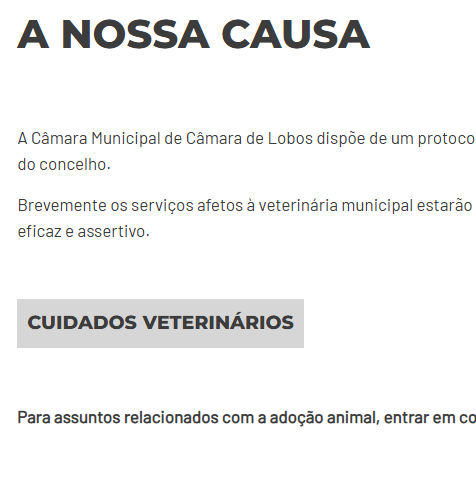 A NOSSA CAUSA
A Câmara Municipal de Câmara de Lobos dispõe de um protoco
do concelho.
Brevemente os serviços afetos à veterinária municipal estarão
eficaz e assertivo.
CUIDADOS VETERINÁRIOS
Para assuntos relacionados com a adoção animal, entrar em co